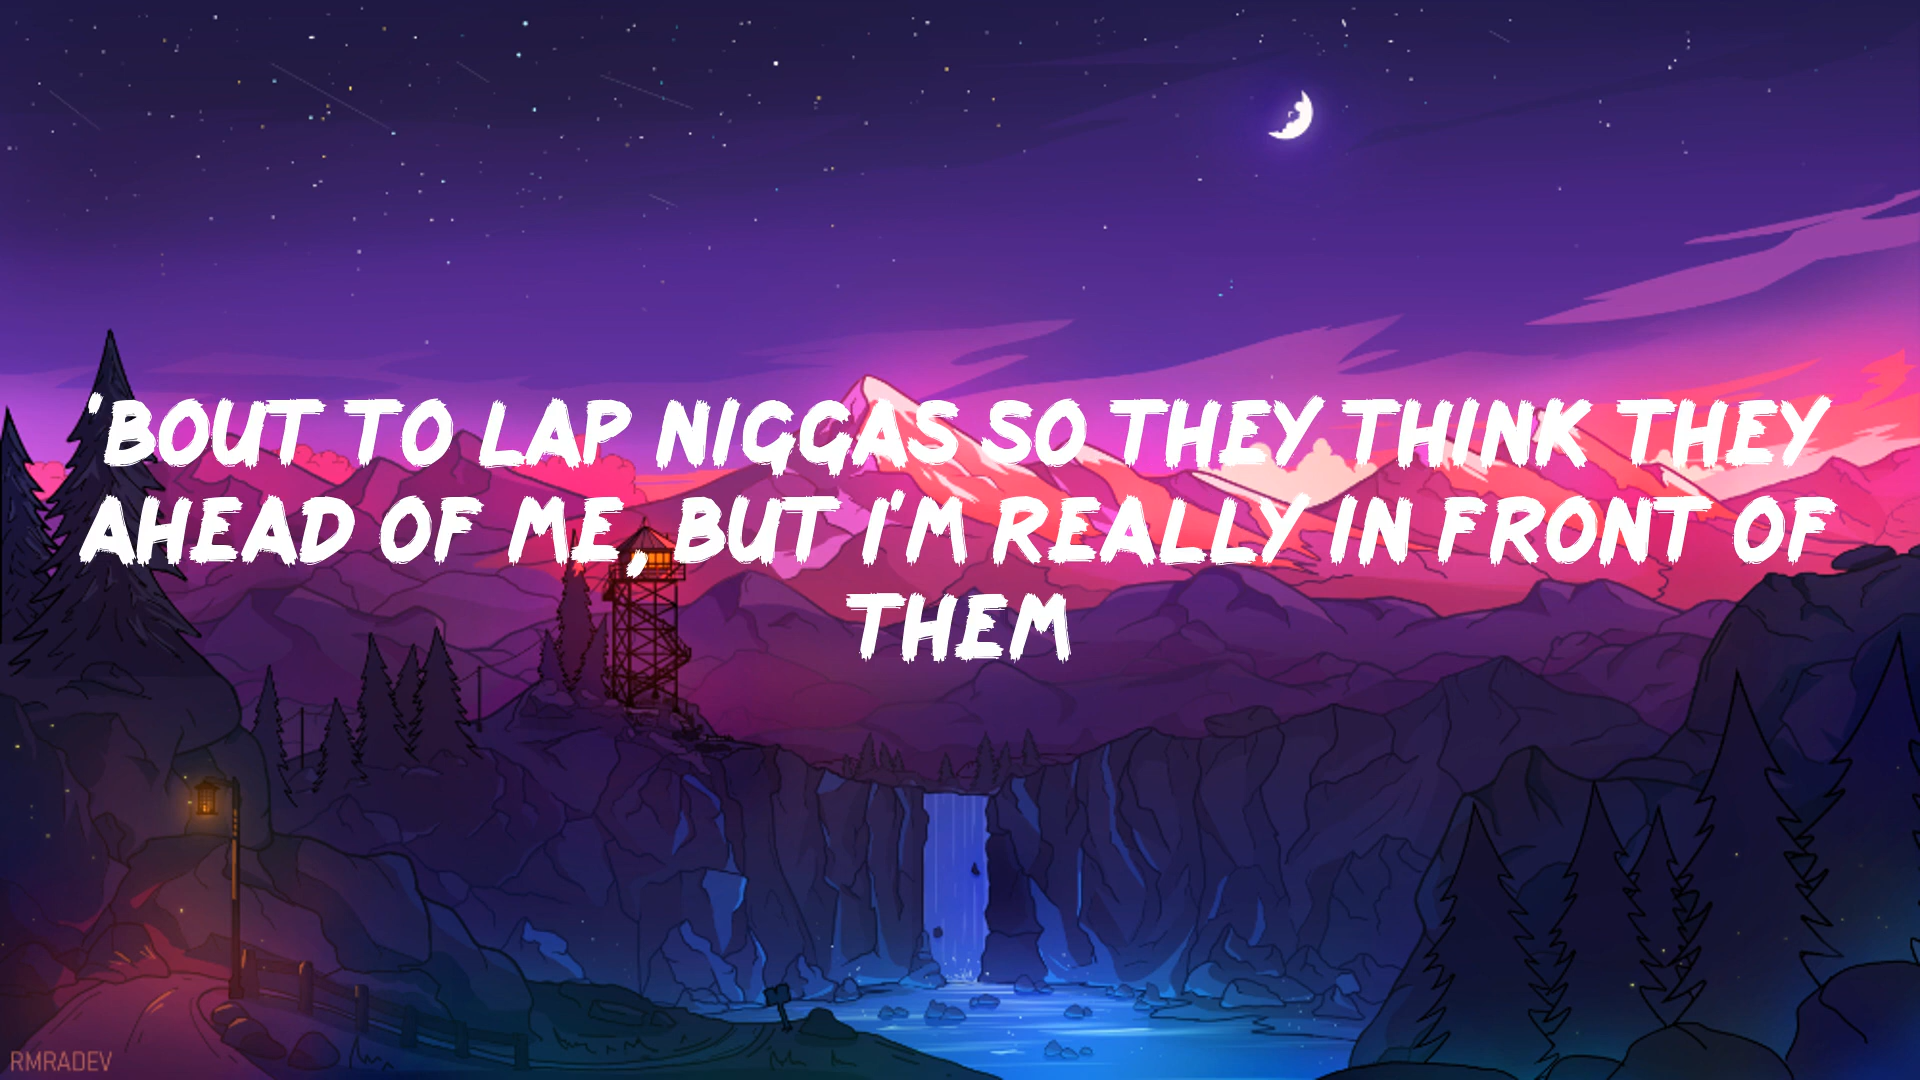 'BOUT TO LAP NIGGAS SO THEY THINK THEY
AHEAD OF ME, BUT I'M REALLY IN FRONT OF
THEM
RMRADEV